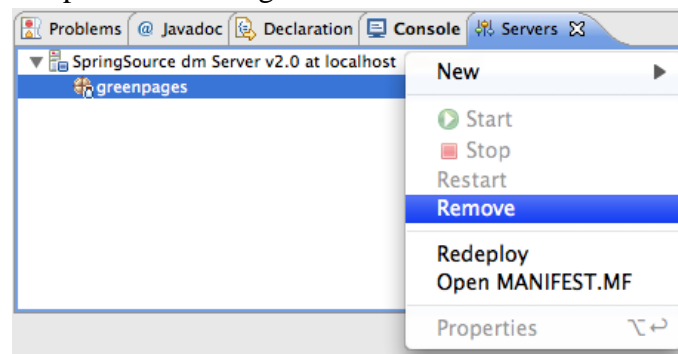 Problems @ Javadoc Declaration Console Servers
SpringSource dm Server v2.0 at localhost
greenpages
New
Start
Stop
Restart
Remove
Redeploy
Open MANIFEST.MF
Properties ⌥↩